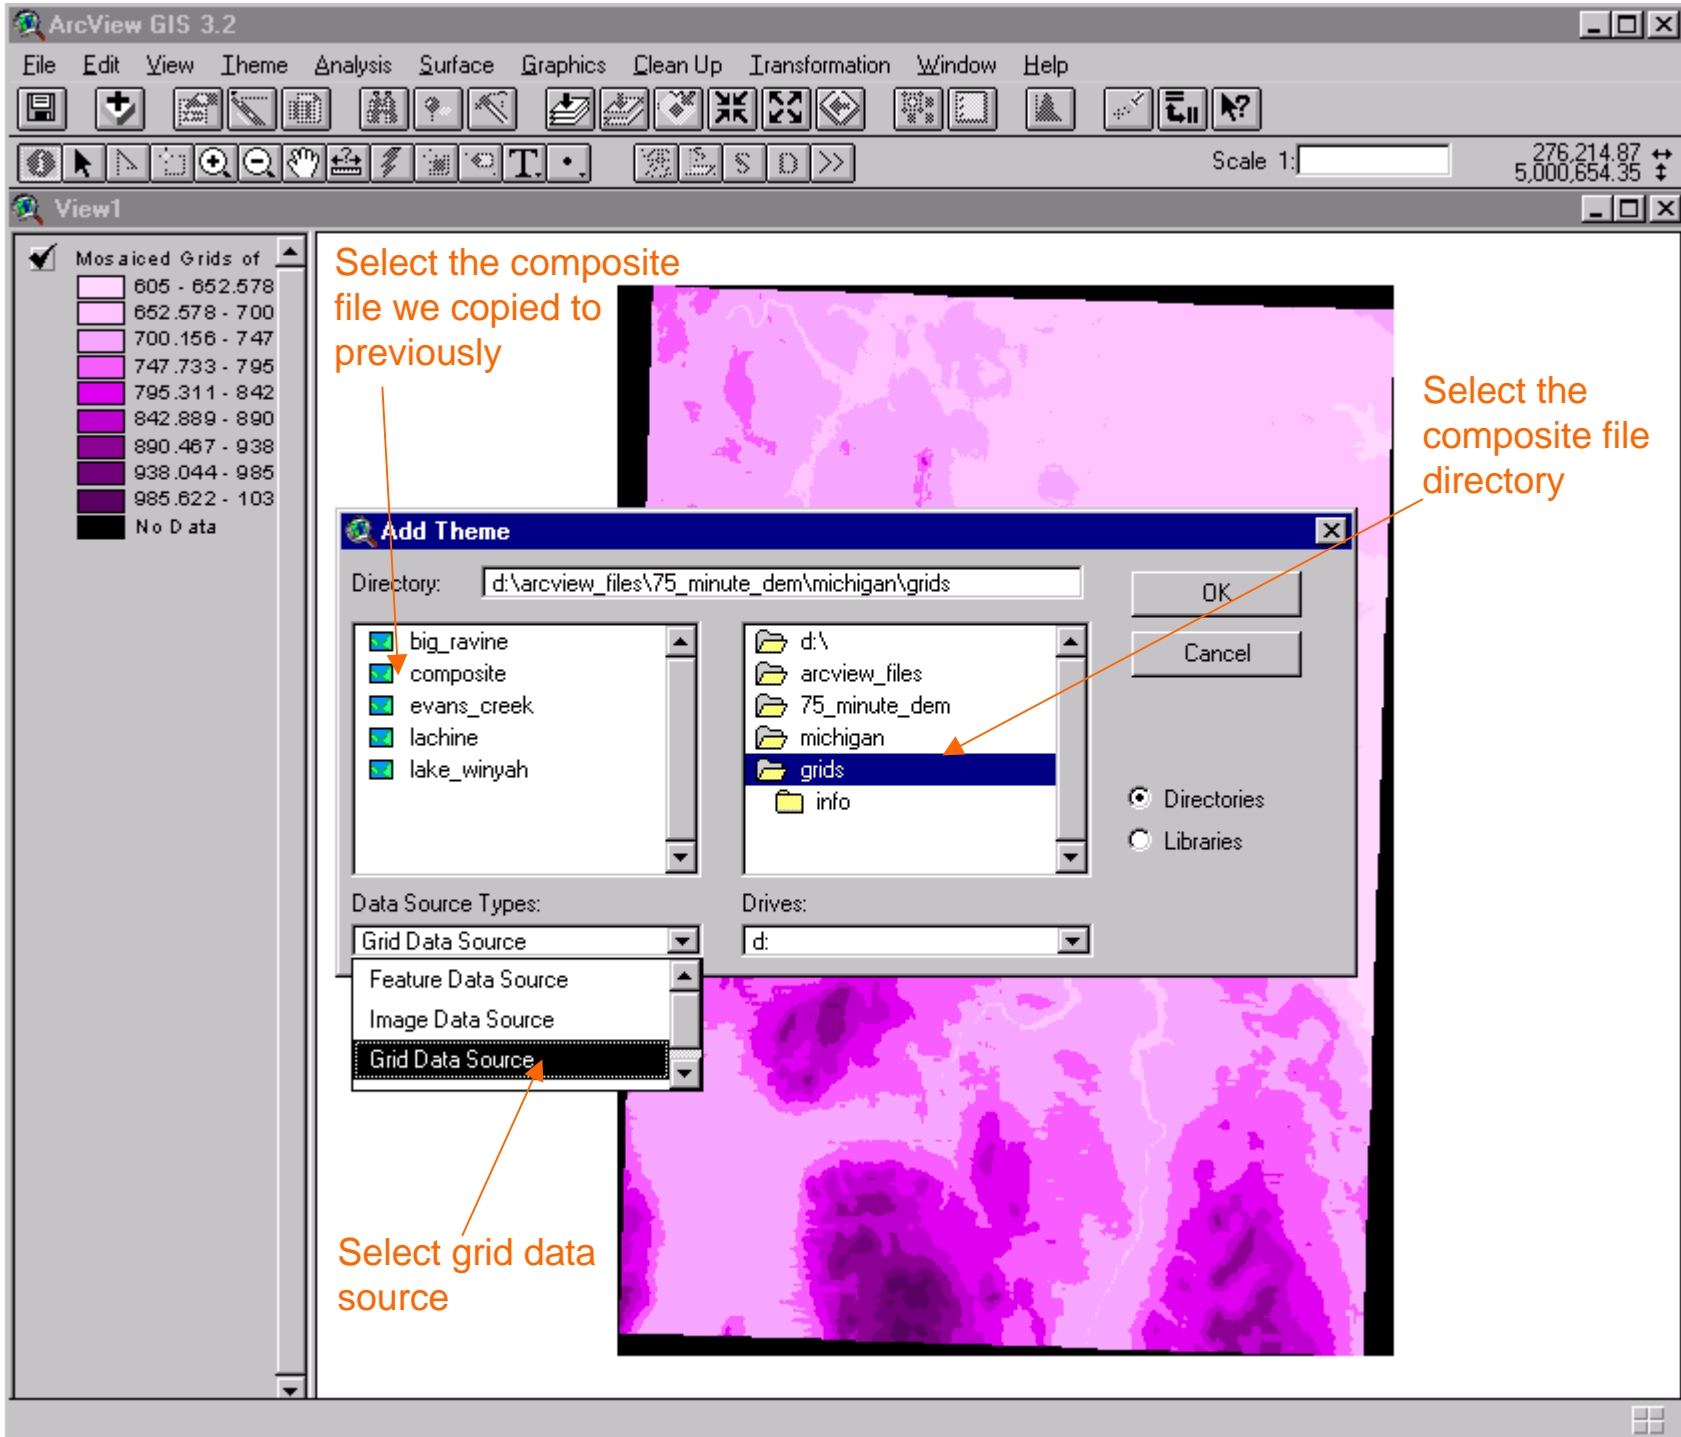 ArcView GIS 3.2
File Edit View Theme Analysis Surface Graphics Clean Up Transformation Window Help
T S D >> Scale 1: 276,214.87
5,000,654.35
View1
Mosaiced Grids of
605 - 652.578
652.578 - 700
700.156 - 747
747.733 - 795
795.311 - 842
842.889 - 890
890.467 - 938
938.044 - 985
985.622 - 103
No Data
Select the composite
file we copied to
previously
Select the
composite file
directory
Add Theme
Directory: d:\arcview_files\75_minute_dem\michigan\grids
OK
Cancel
big_ravine
composite
evans_creek
lachine
lake_winyah
d:\
arcview_files
75_minute_dem
michigan
grids
info
Directories
Libraries
Data Source Types:
Grid Data Source
Drives:
d:
Feature Data Source
Image Data Source
Grid Data Source
Select grid data
source